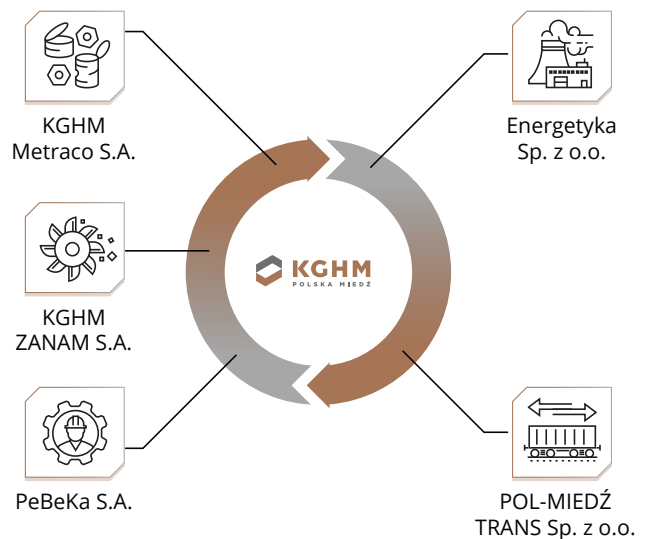 KGHM
Metraco S.A.
Energetyka
Sp. z o.o.
KGHM
POLSKA MIEDŹ
KGHM
ZANAM S.A.
PeBeKa S.A.
POL-MIEDŹ
TRANS Sp. z o.o.